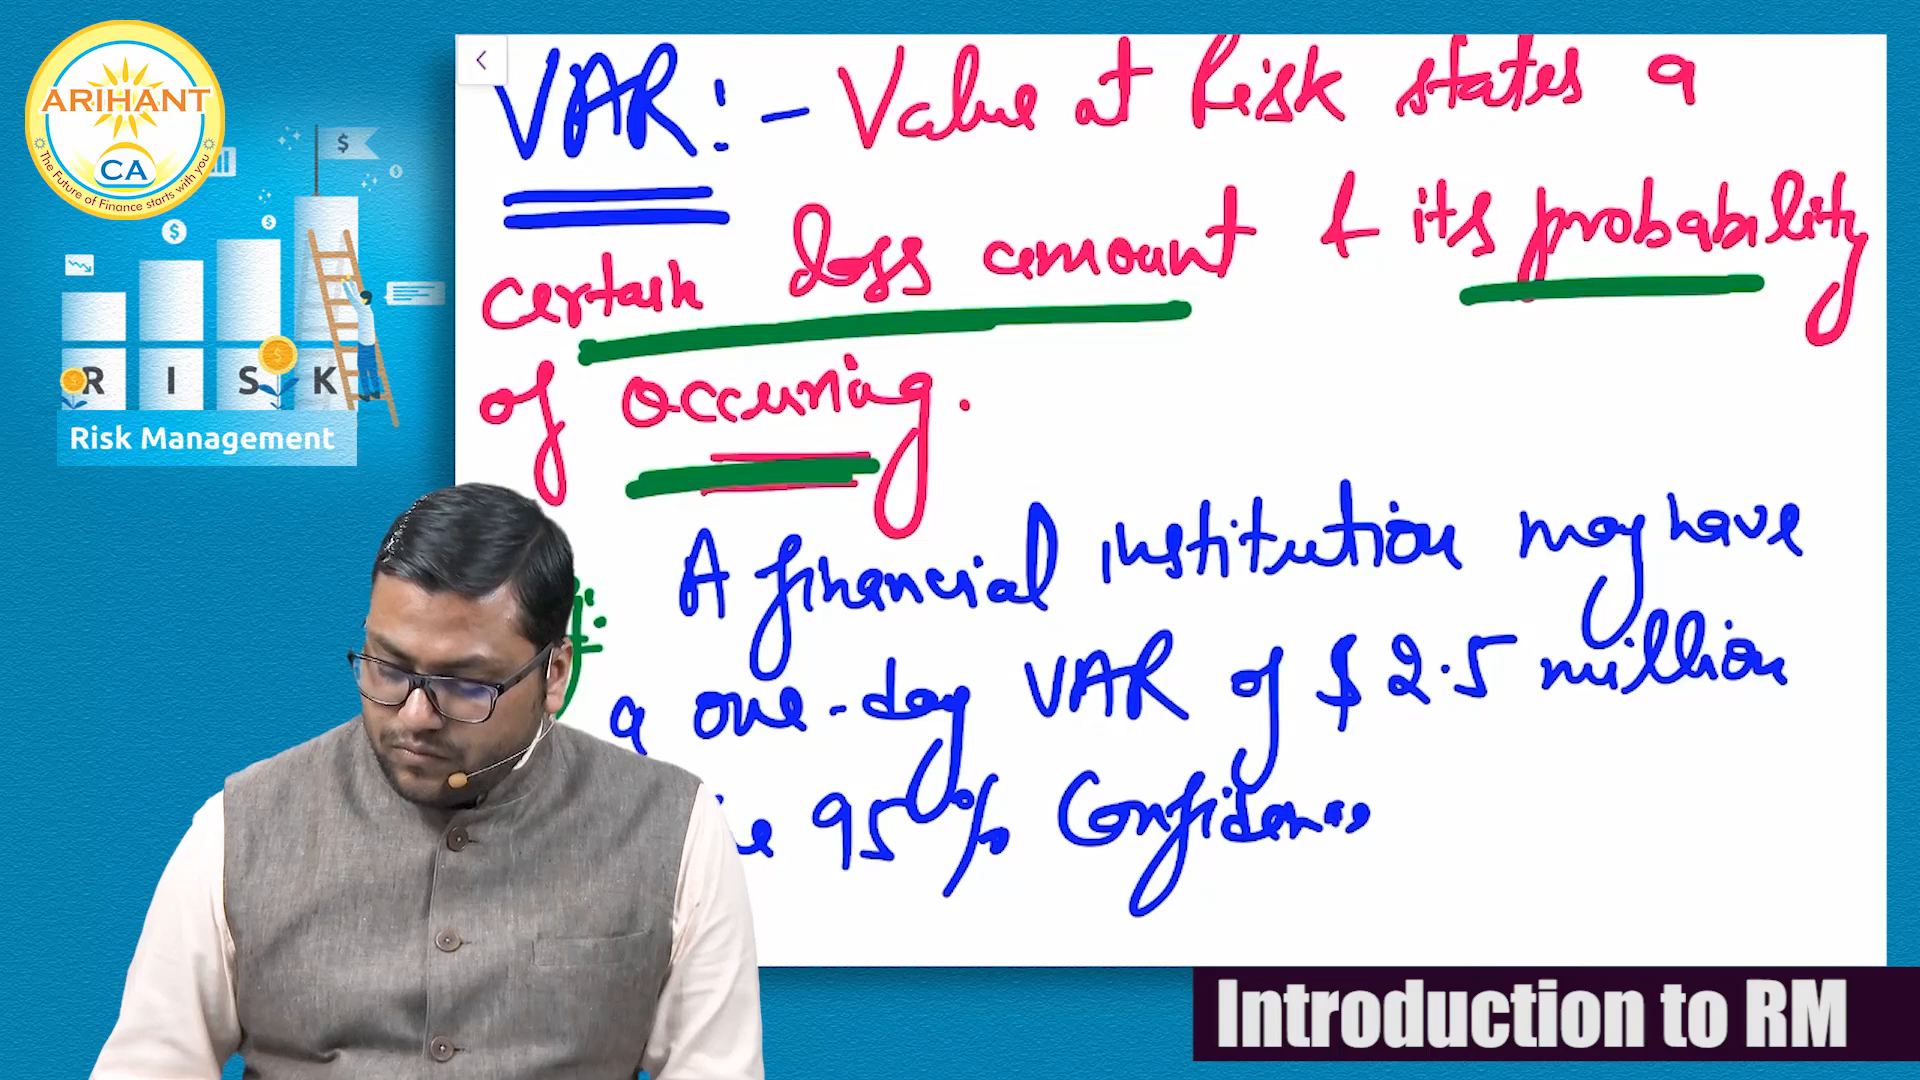 ARIHANT
CA
The Future of Finance starts with you
$
$
$
$
$
R I S K
Risk Management
VAR:- Value at Risk states a
certain loss amount & its probability
of occurring.
A financial institution may have
a one-day VAR of $ 2.5 million
95% Confidence
Introduction to RM